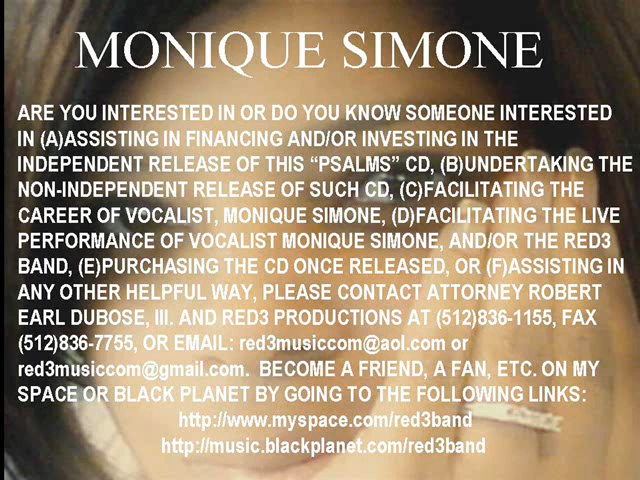 MONIQUE SIMONE
ARE YOU INTERESTED IN OR DO YOU KNOW SOMEONE INTERESTED
IN (A)ASSISTING IN FINANCING AND/OR INVESTING IN THE
INDEPENDENT RELEASE OF THIS “PSALMS” CD, (B)UNDERTAKING THE
NON-INDEPENDENT RELEASE OF SUCH CD, (C)FACILITATING THE
CAREER OF VOCALIST, MONIQUE SIMONE, (D)FACILITATING THE LIVE
PERFORMANCE OF VOCALIST MONIQUE SIMONE, AND/OR THE RED3
BAND, (E)PURCHASING THE CD ONCE RELEASED, OR (F)ASSISTING IN
ANY OTHER HELPFUL WAY, PLEASE CONTACT ATTORNEY ROBERT
EARL DUBOSE, III. AND RED3 PRODUCTIONS AT (512)836-1155, FAX
(512)836-7755, OR EMAIL: red3musiccom@aol.com or
red3musiccom@gmail.com.  BECOME A FRIEND, A FAN, ETC. ON MY
SPACE OR BLACK PLANET BY GOING TO THE FOLLOWING LINKS:
http://www.myspace.com/red3band
http://music.blackplanet.com/red3band